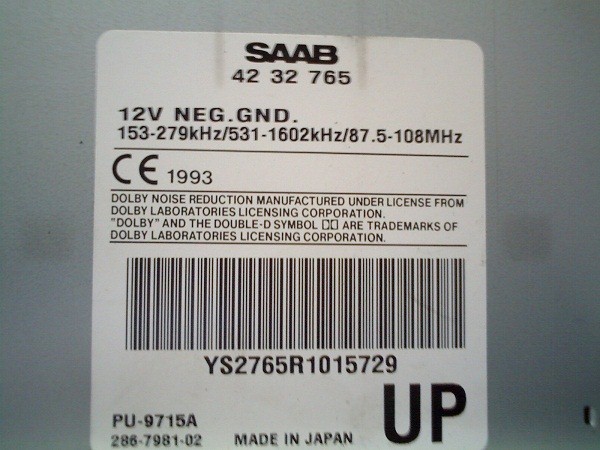 SAAB
42 32 765
12V NEG.GND.
153-279kHz/531-1602kHz/87.5-108MHz
CE 1993
DOLBY NOISE REDUCTION MANUFACTURED UNDER LICENSE FROM
DOLBY LABORATORIES LICENSING CORPORATION.
"DOLBY" AND THE DOUBLE-D SYMBOL ARE TRADEMARKS OF
DOLBY LABORATORIES LICENSING CORPORATION.
YS2765R1015729
UP
PU-9715A
286-7981-02 MADE IN JAPAN